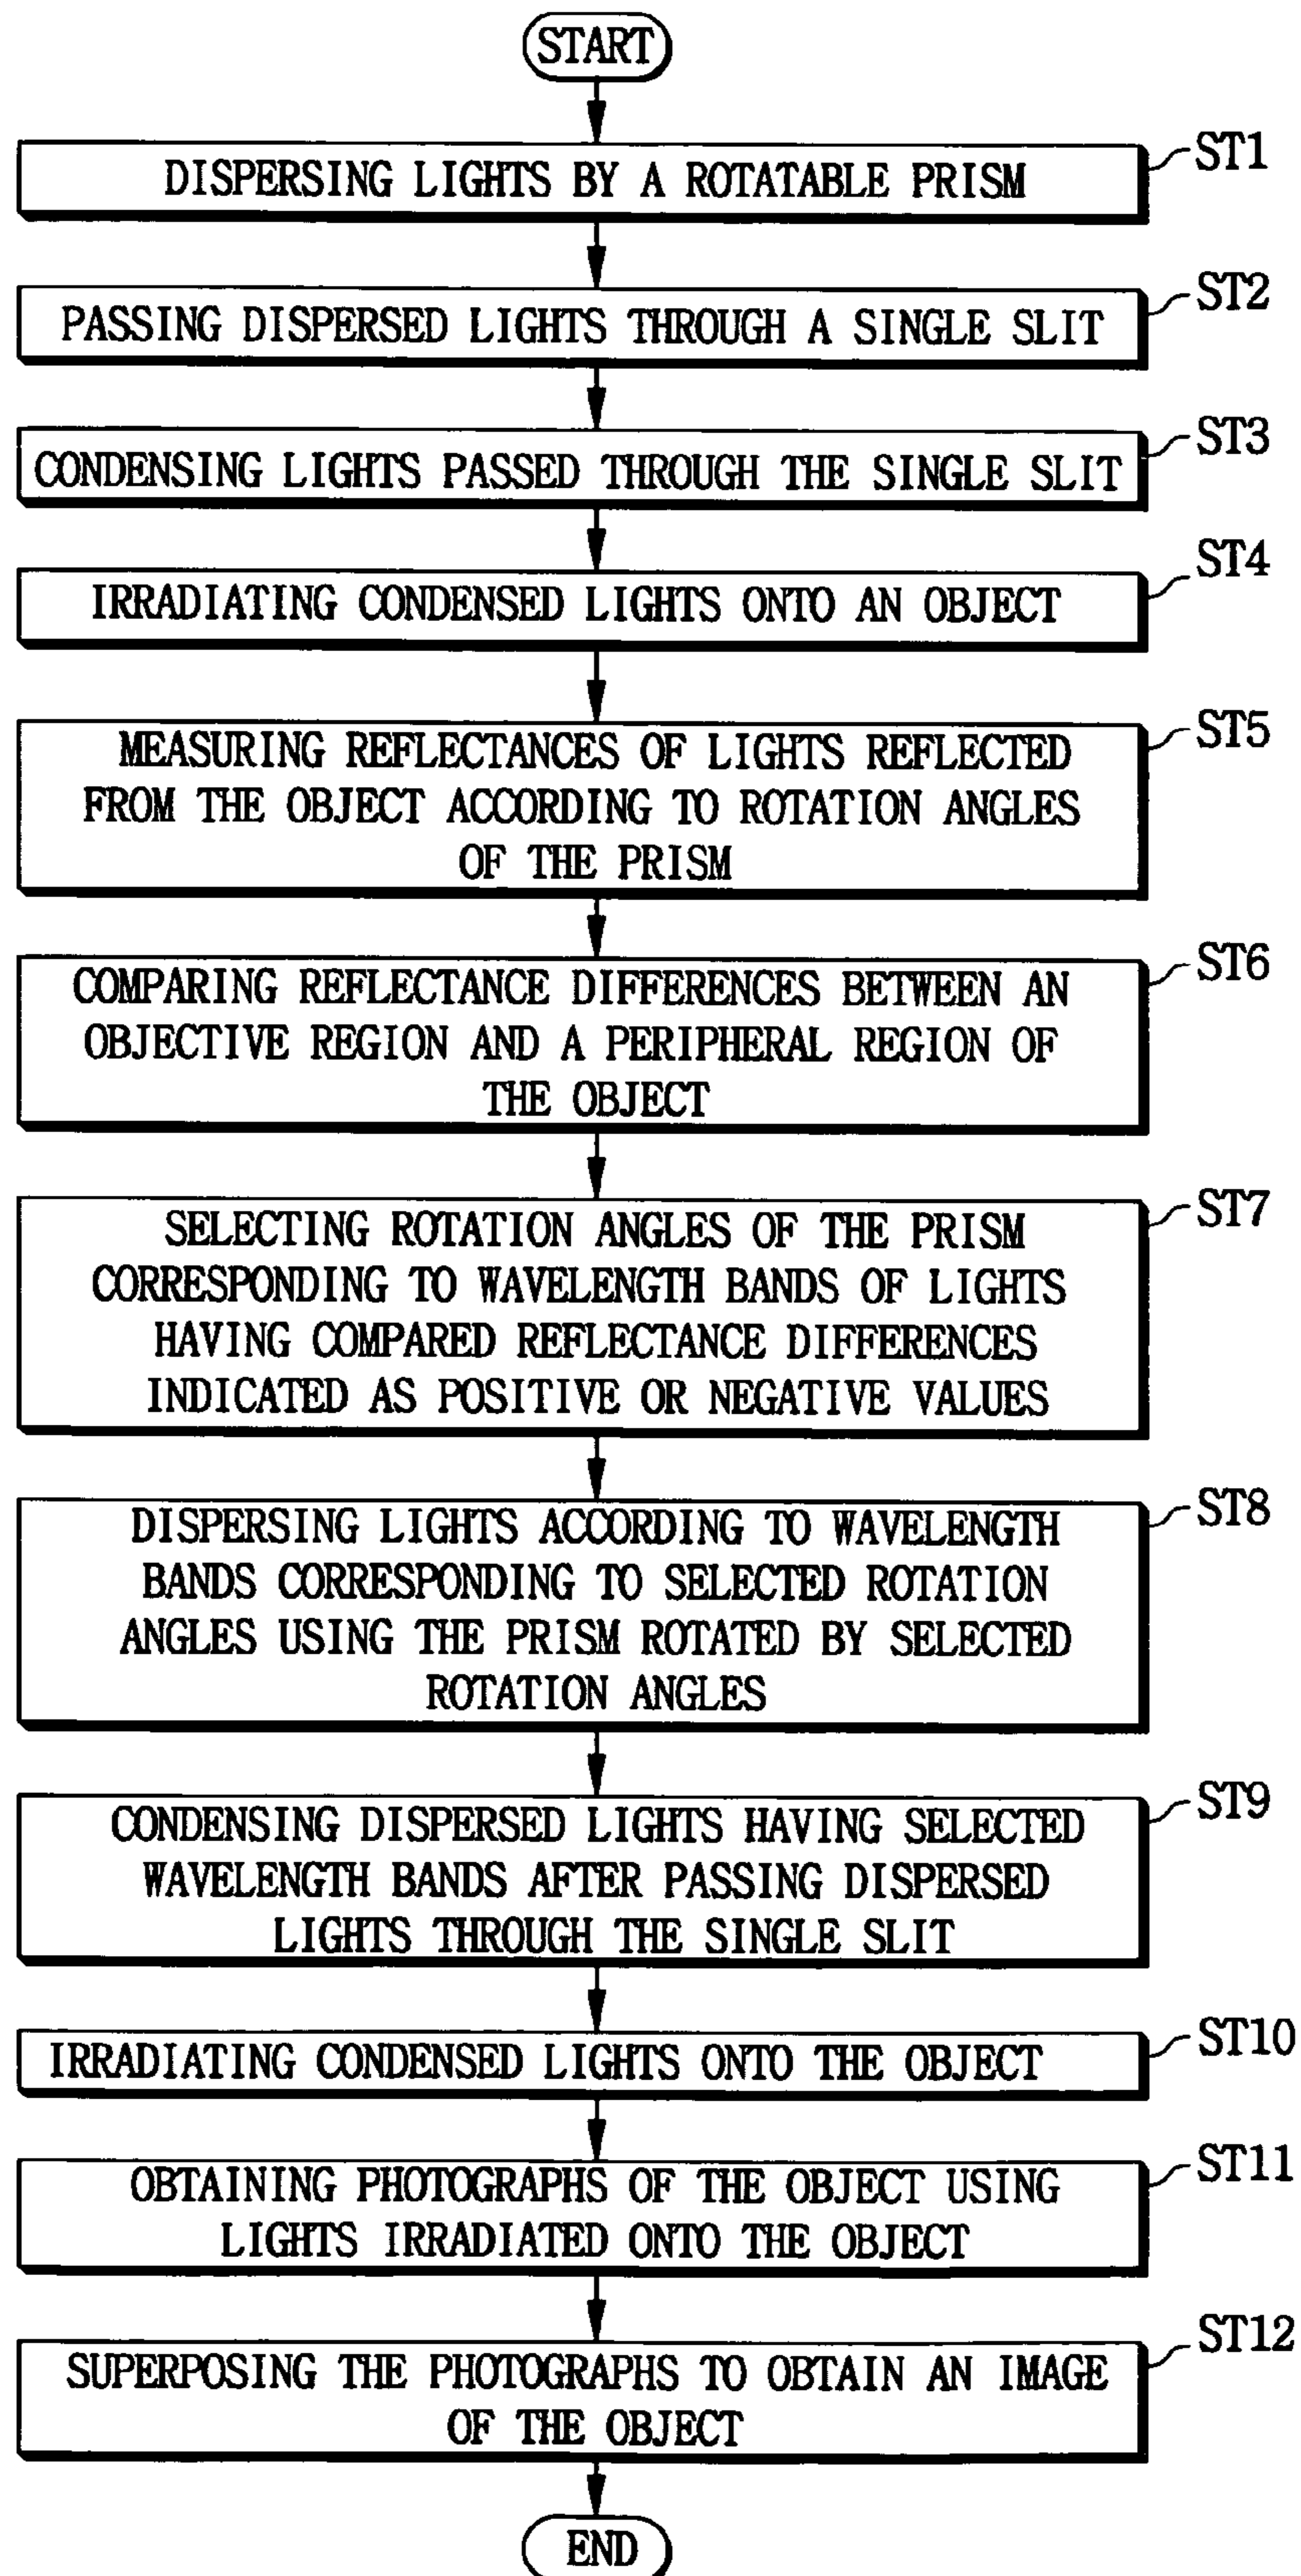 START
DISPERSING LIGHTS BY A ROTATABLE PRISM
ST1
PASSING DISPERSED LIGHTS THROUGH A SINGLE SLIT
ST2
CONDENSING LIGHTS PASSED THROUGH THE SINGLE SLIT
ST3
IRRADIATING CONDENSED LIGHTS ONTO AN OBJECT
ST4
MEASURING REFLECTANCES OF LIGHTS REFLECTED
FROM THE OBJECT ACCORDING TO ROTATION ANGLES
OF THE PRISM
ST5
COMPARING REFLECTANCE DIFFERENCES BETWEEN AN
OBJECTIVE REGION AND A PERIPHERAL REGION OF
THE OBJECT
ST6
SELECTING ROTATION ANGLES OF THE PRISM
CORRESPONDING TO WAVELENGTH BANDS OF LIGHTS
HAVING COMPARED REFLECTANCE DIFFERENCES
INDICATED AS POSITIVE OR NEGATIVE VALUES
ST7
DISPERSING LIGHTS ACCORDING TO WAVELENGTH
BANDS CORRESPONDING TO SELECTED ROTATION
ANGLES USING THE PRISM ROTATED BY SELECTED
ROTATION ANGLES
ST8
CONDENSING DISPERSED LIGHTS HAVING SELECTED
WAVELENGTH BANDS AFTER PASSING DISPERSED
LIGHTS THROUGH THE SINGLE SLIT
ST9
IRRADIATING CONDENSED LIGHTS ONTO THE OBJECT
ST10
OBTAINING PHOTOGRAPHS OF THE OBJECT USING
LIGHTS IRRADIATED ONTO THE OBJECT
ST11
SUPERPOSING THE PHOTOGRAPHS TO OBTAIN AN IMAGE
OF THE OBJECT
ST12
END